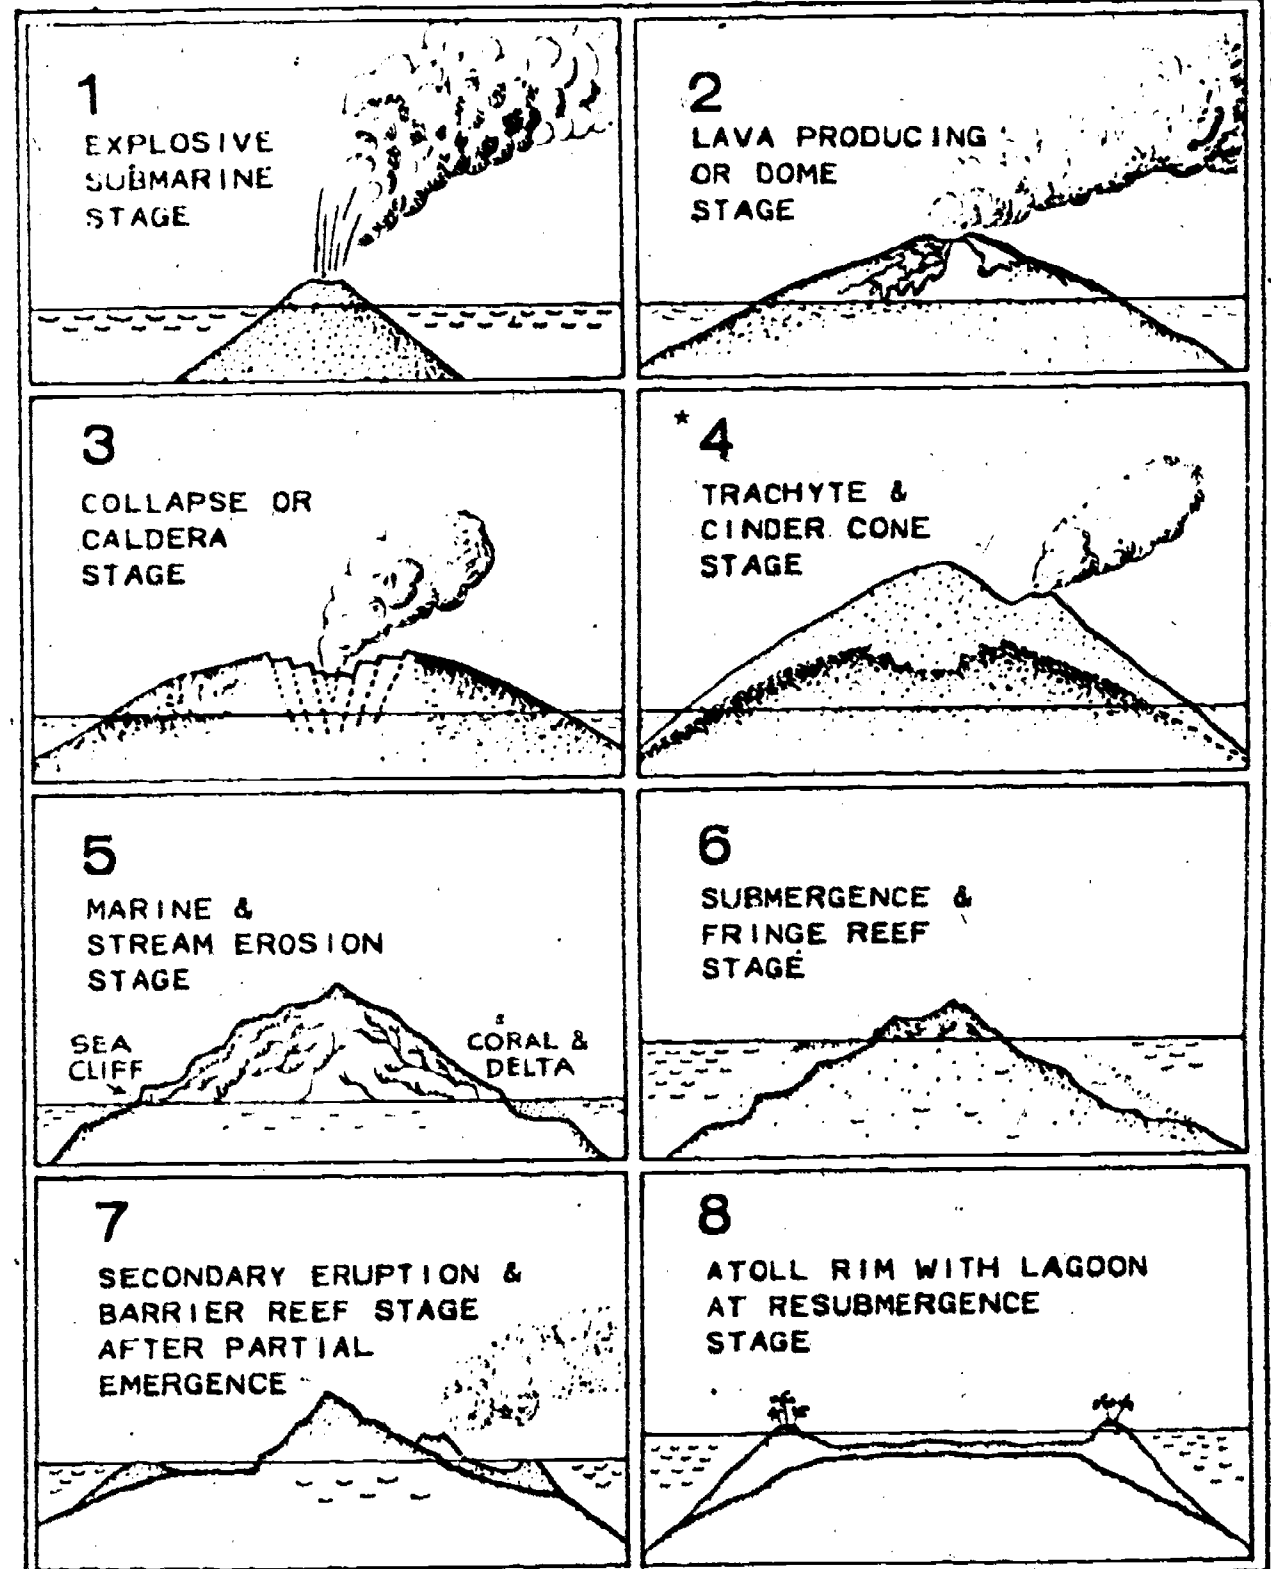 1
EXPLOSIVE
SUBMARINE
STAGE
2
LAVA PRODUCING
OR DOME
STAGE
3
COLLAPSE OR
CALDERA
STAGE
*4
TRACHYTE &
CINDER CONE
STAGE
5
MARINE &
STREAM EROSION
STAGE
SEA
CLIFF
CORAL &
DELTA
6
SUBMERGENCE &
FRINGE REEF
STAGE
7
SECONDARY ERUPTION &
BARRIER REEF STAGE
AFTER PARTIAL
EMERGENCE
8
ATOLL RIM WITH LAGOON
AT RESUBMERGENCE
STAGE